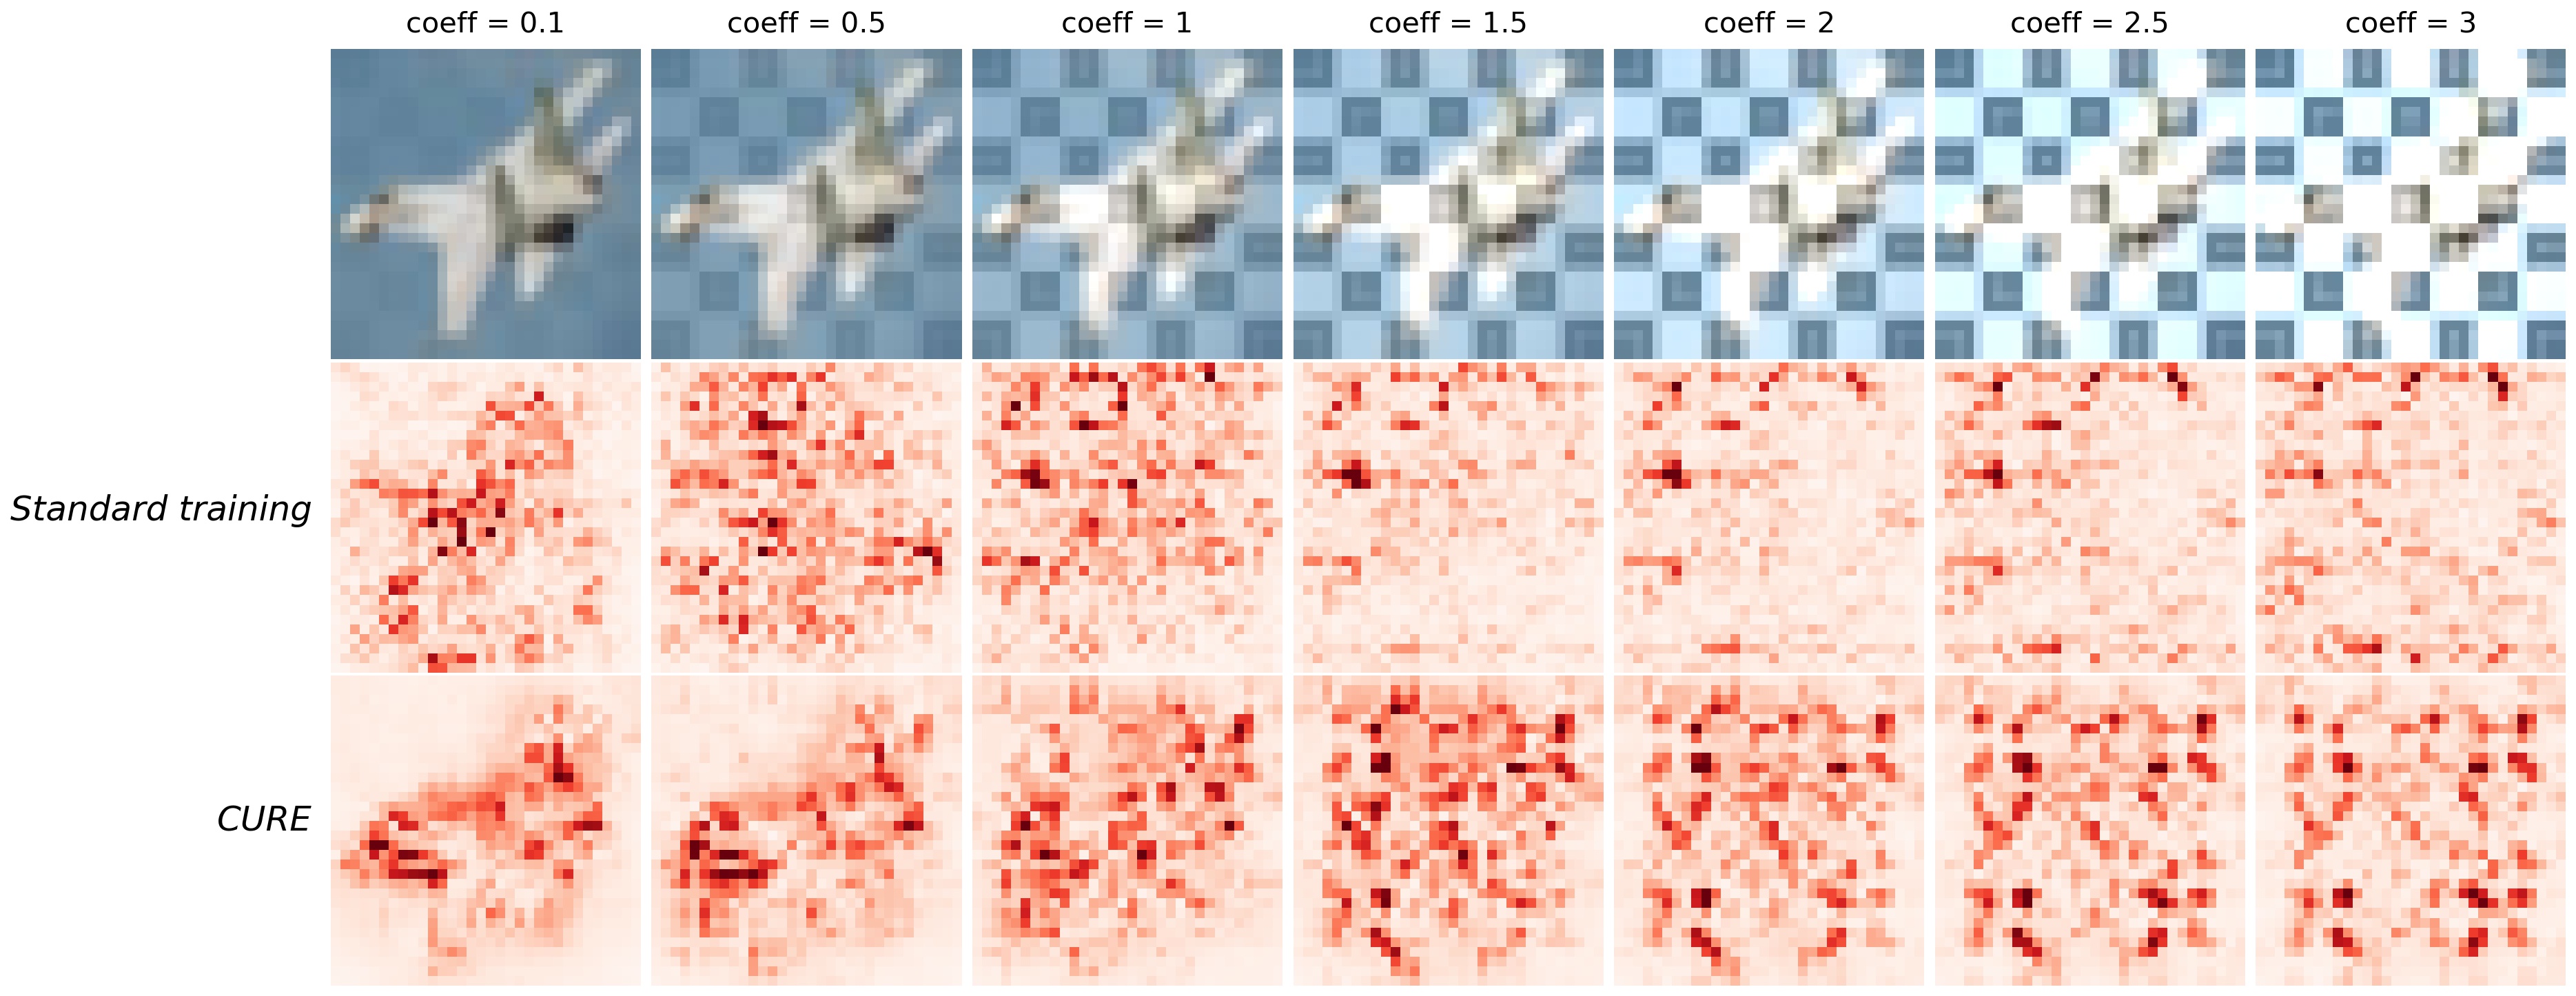 coeff = 0.1 coeff = 0.5 coeff = 1 coeff = 1.5 coeff = 2 coeff = 2.5 coeff = 3
Standard training
CURE